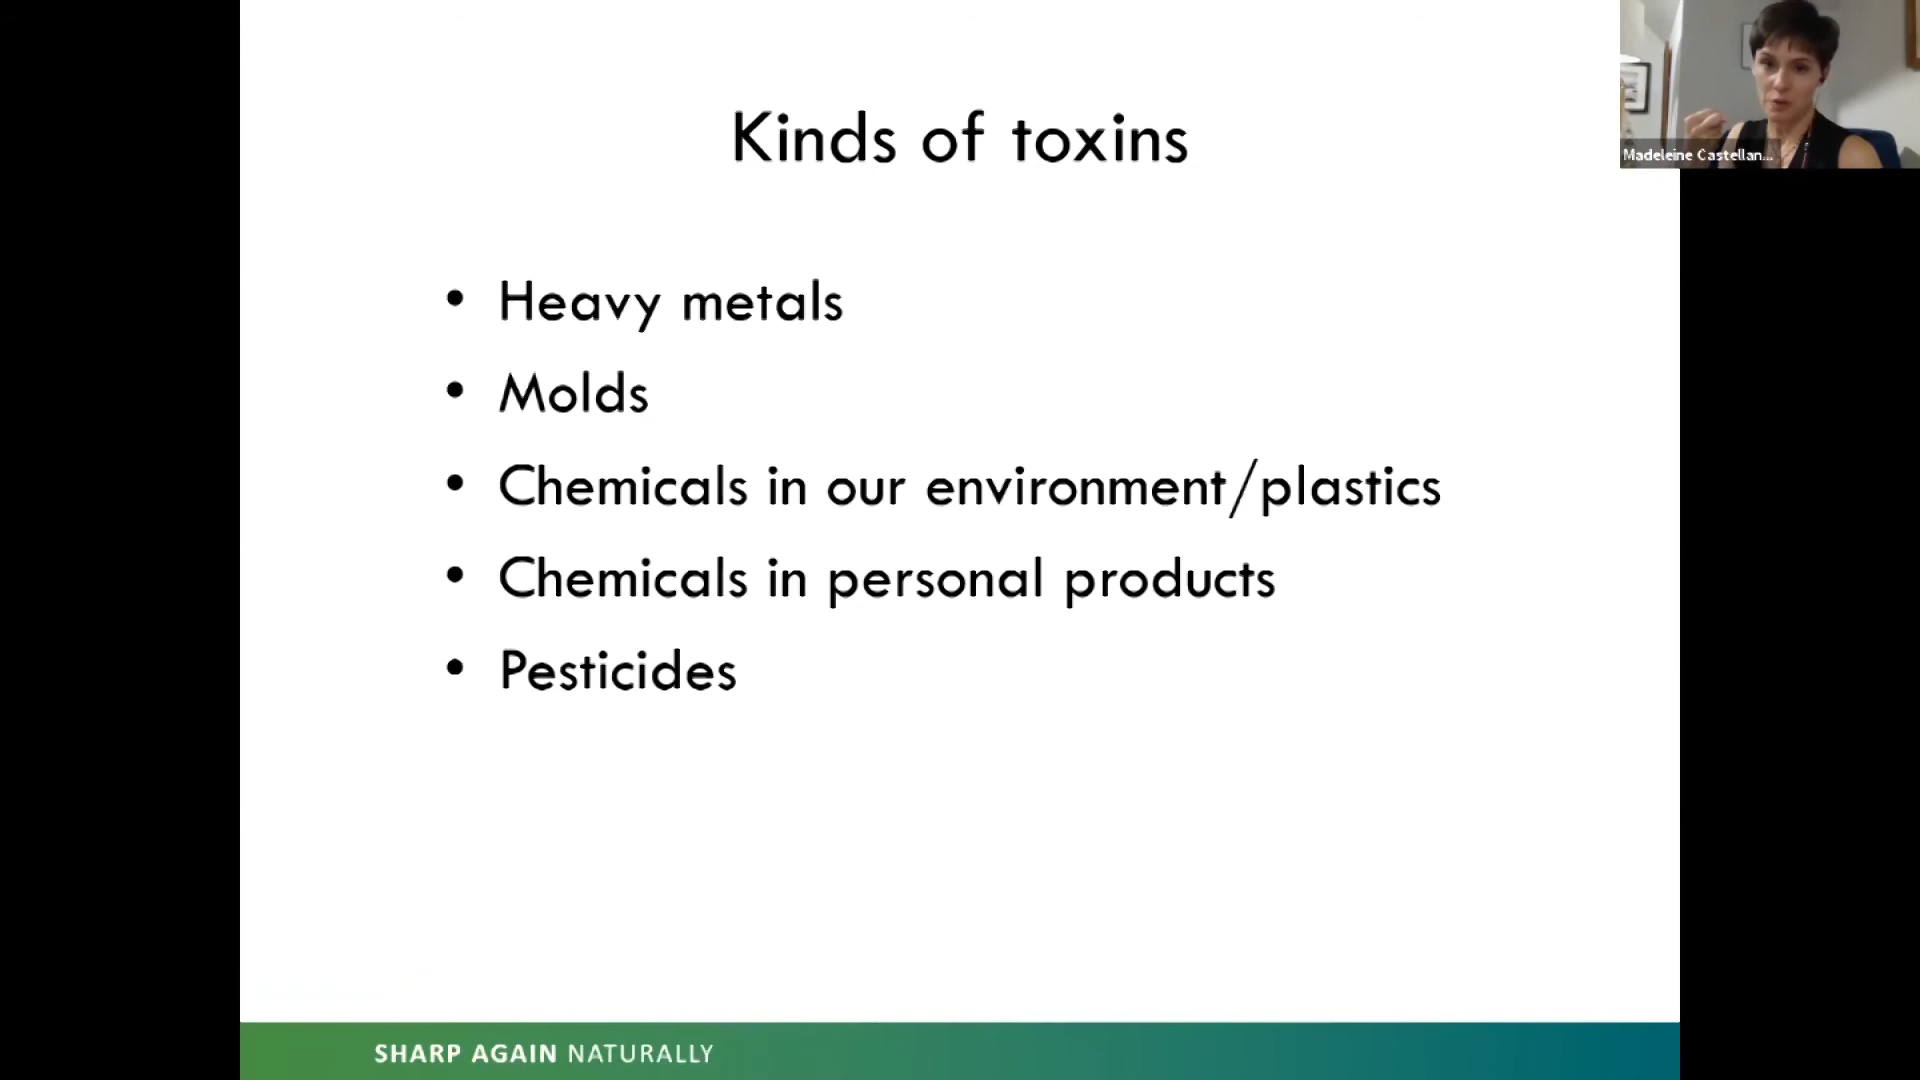 Kinds of toxins
Madeleine Castellan...
• Heavy metals
• Molds
• Chemicals in our environment/plastics
• Chemicals in personal products
• Pesticides
SHARP AGAIN NATURALLY